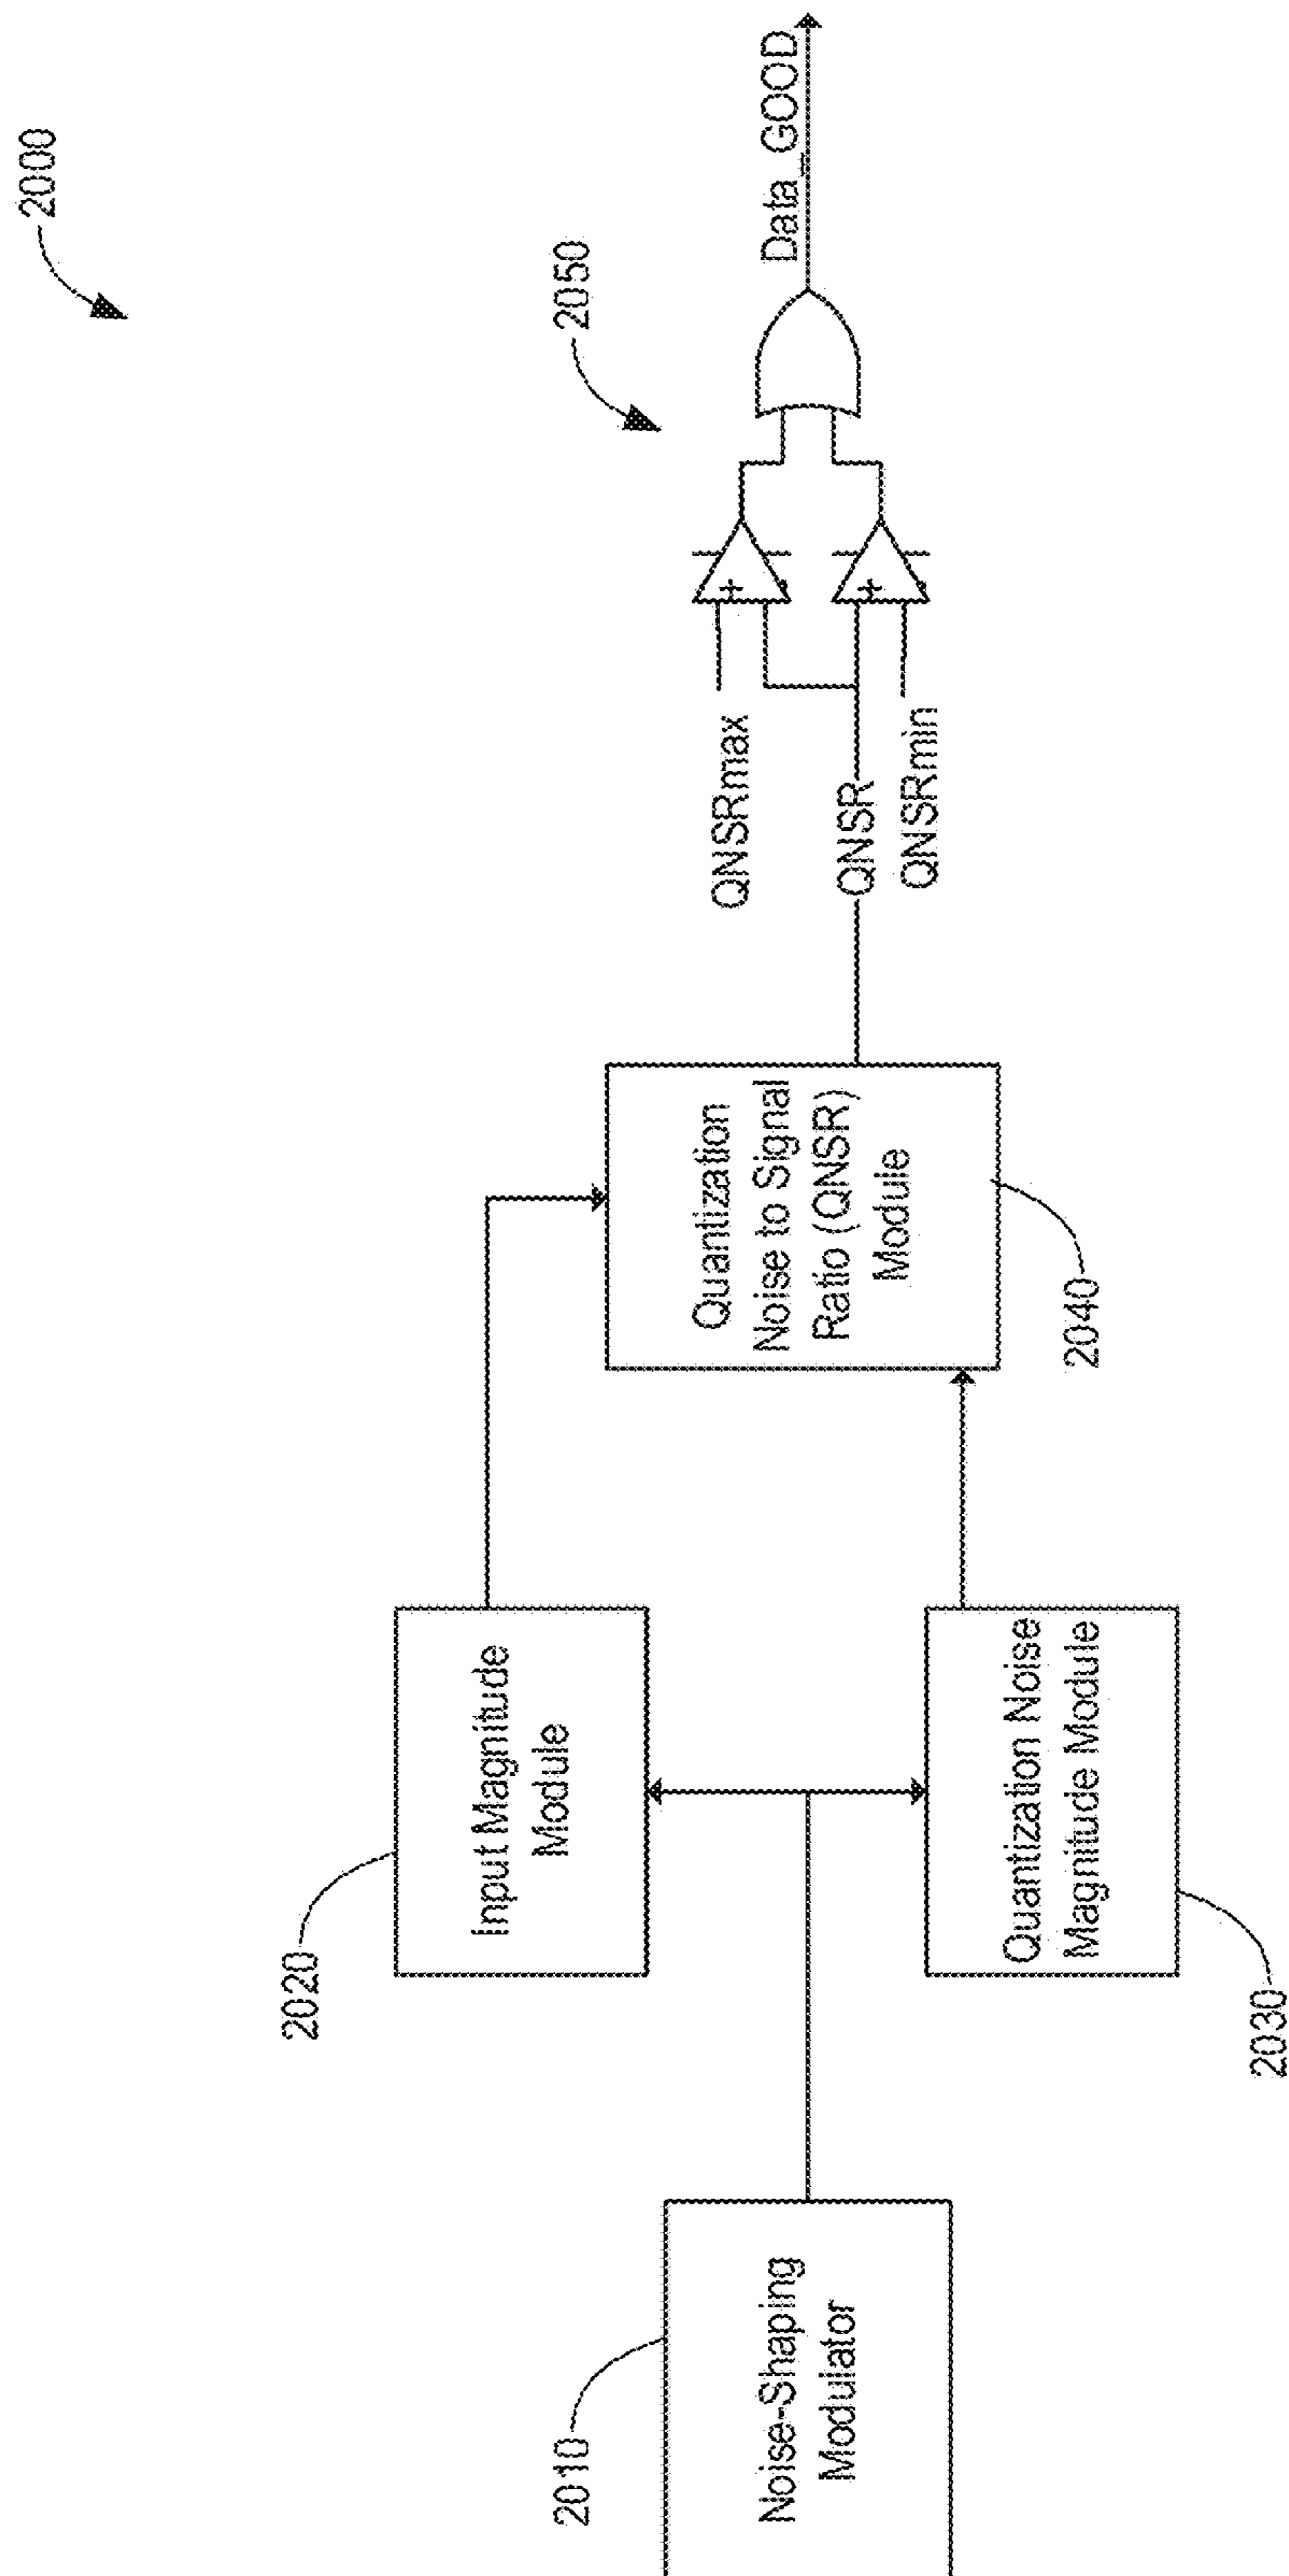 2000
2010
Noise-Shaping
Modulator
2020
Input Magnitude
Module
Quantization Noise
Magnitude Module
2030
Quantization
Noise to Signal
Ratio (QNSR)
Module
2040
QNSRmax
QNSR
QNSRmin
+
+
2050
Data_GOOD